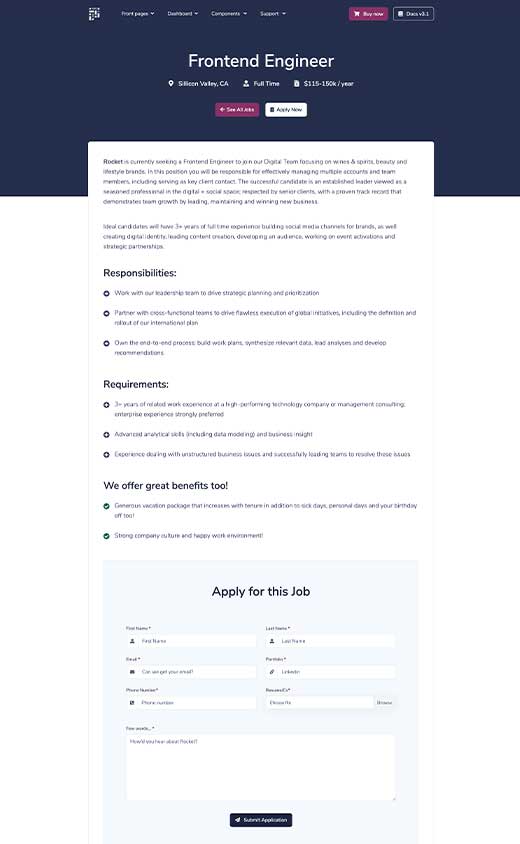 Front pages
Dashboard
Components
Support
Buy now
Docs v3.1
Frontend Engineer
Silicon Valley, CA
Full Time
$115-150k / year
See All Jobs
Apply Now
Rocket is currently seeking a Frontend Engineer to join our Digital Team focusing on wines & spirits, beauty and
lifestyle brands. In this position you will be responsible for effectively managing multiple accounts and team
members, including serving as key client contact. The successful candidate is an established leader viewed as a
seasoned professional in the digital + social space; respected by senior clients, with a proven track record that
demonstrates team growth by leading, maintaining and winning new business.
Ideal candidates will have 3+ years of full time experience building social media channels for brands, as well
creating digital identity, leading content creation, developing an audience, working on event activations and
strategic partnerships.
Responsibilities:
Work with our leadership team to drive strategic planning and prioritization
Partner with cross-functional teams to drive flawless execution of global initiatives, including the definition and
rollout of our international plan
Own the end-to-end process: build work plans, synthesize relevant data, lead analyses and develop
recommendations
Requirements:
3+ years of related work experience at a high-performing technology company or management consulting;
enterprise experience strongly preferred
Advanced analytical skills (including data modeling) and business insight
Experience dealing with unstructured business issues and successfully leading teams to resolve these issues
We offer great benefits too!
Generous vacation package that increases with tenure in addition to sick days, personal days and your birthday
off too!
Strong company culture and happy work environment!
Apply for this Job
First Name *
Last Name *
First Name
Last Name
Email *
Portfolio *
Can we get your email?
Linkedin
Phone Number*
Resume/Cv*
Phone number
Choose file
Browse
Few words... *
How'd you hear about Rocket?
Submit Application